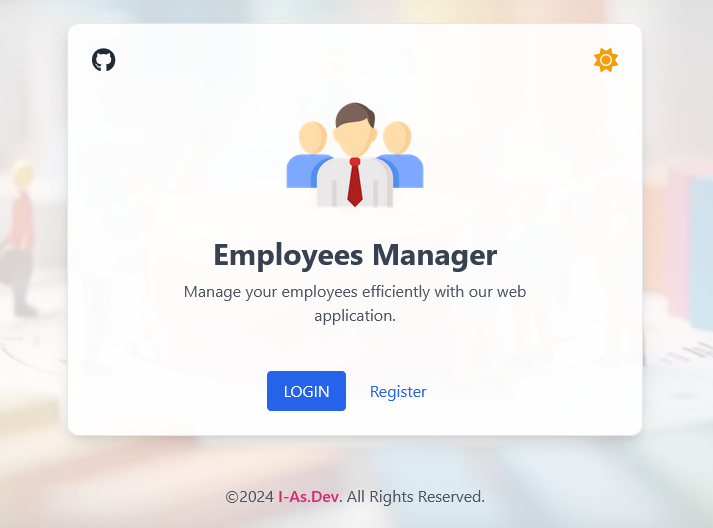 Employees Manager
Manage your employees efficiently with our web
application.
LOGIN
Register
©2024 I-As.Dev. All Rights Reserved.